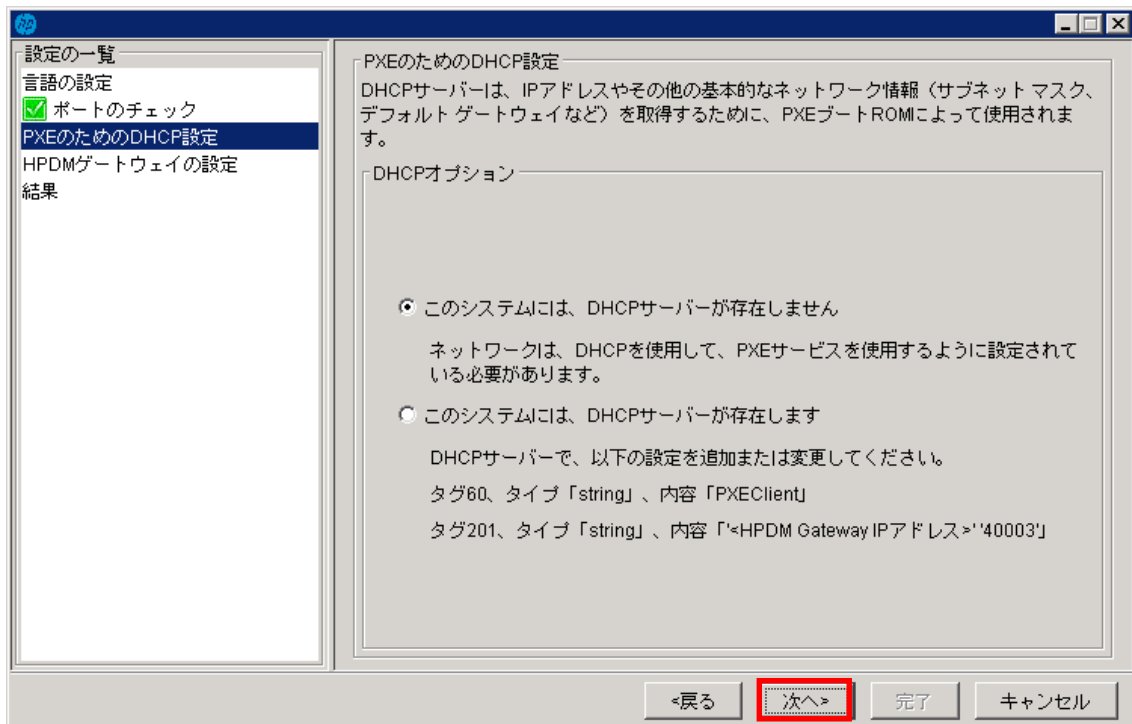 hp
設定の一覧
言語の設定
ポートのチェック
PXEのためのDHCP設定
HPDMゲートウェイの設定
結果
PXEのためのDHCP設定
DHCPサーバーは、IPアドレスやその他の基本的なネットワーク情報（サブネット マスク、
デフォルト ゲートウェイなど）を取得するために、PXEブートROMによって使用されま
す。
DHCPオプション
このシステムには、DHCPサーバーが存在しません
ネットワークは、DHCPを使用して、PXEサービスを使用するように設定されて
いる必要があります。
このシステムには、DHCPサーバーが存在します
DHCPサーバーで、以下の設定を追加または変更してください。
タグ60、タイプ「string」、内容「PXEClient」
タグ201、タイプ「string」、内容「'<HPDM Gateway IPアドレス>' '40003'」
<戻る
次へ>
完了
キャンセル